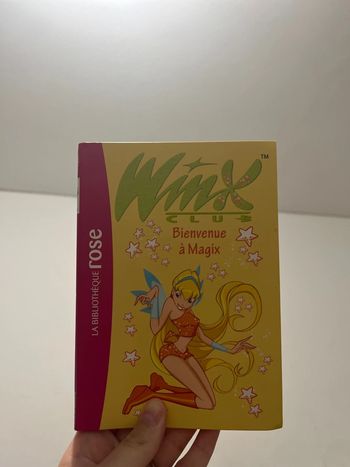 Winx
™
CLUB
Bienvenue
à Magix
LA BIBLIOTHÈQUE rose